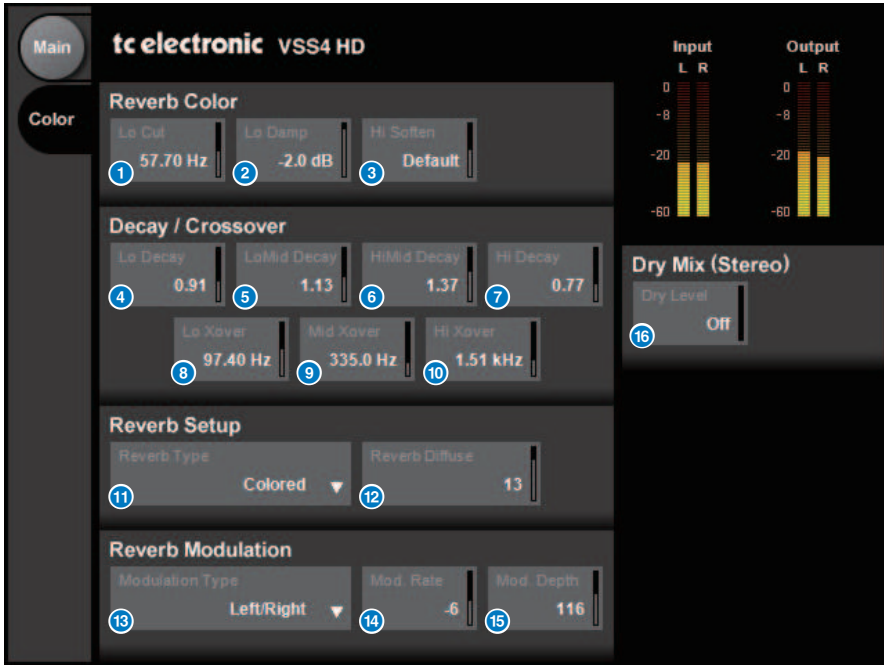 Main
Color
tc electronic VSS4 HD
Reverb Color
Lo Cut
57.70 Hz
1
Lo Damp
-2.0 dB
2
Hi Soften
Default
3
Decay / Crossover
Lo Decay
0.91
4
LoMid Decay
1.13
5
HiMid Decay
1.37
6
Hi Decay
0.77
7
Lo Xover
97.40 Hz
8
Mid Xover
335.0 Hz
9
Hi Xover
1.51 kHz
10
Reverb Setup
Reverb Type
Colored
11
Reverb Diffuse
13
12
Reverb Modulation
Modulation Type
Left/Right
13
Mod. Rate
-6
14
Mod. Depth
116
15
Input
L R
0
-8
-20
-60
Output
L R
0
-8
-20
-60
Dry Mix (Stereo)
Dry Level
Off
16